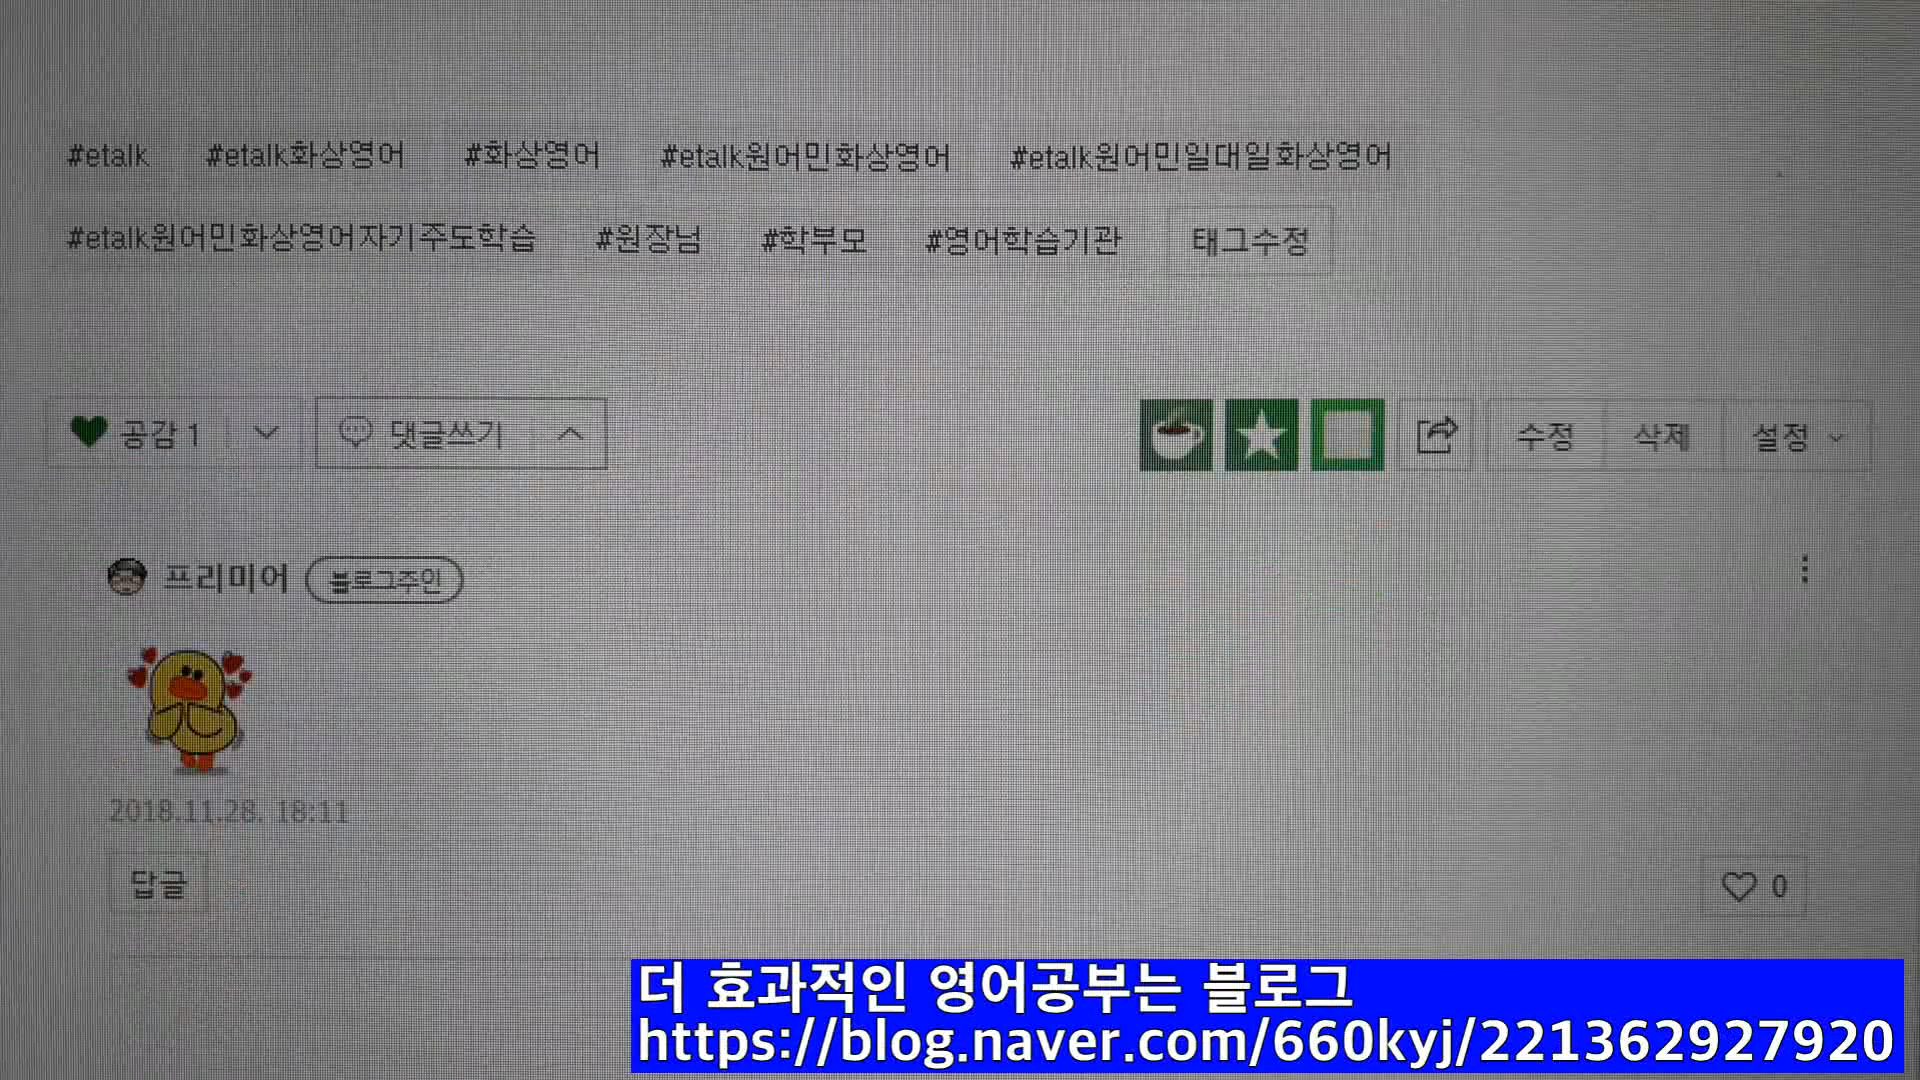 #etalk #etalk화상영어 #화상영어 #etalk원어민화상영어 #etalk원어민일대일화상영어
#etalk원어민화상영어자기주도학습 #원장넘 #학부모 #영어학습기관 태그수정
공감 1 댓글쓰기 수정 삭제 설정
프리미어 블로그주인
2018.11.28. 18:11
답글 0
더 효과적인 영어공부는 블로그
https://blog.naver.com/660kyj/221362927920